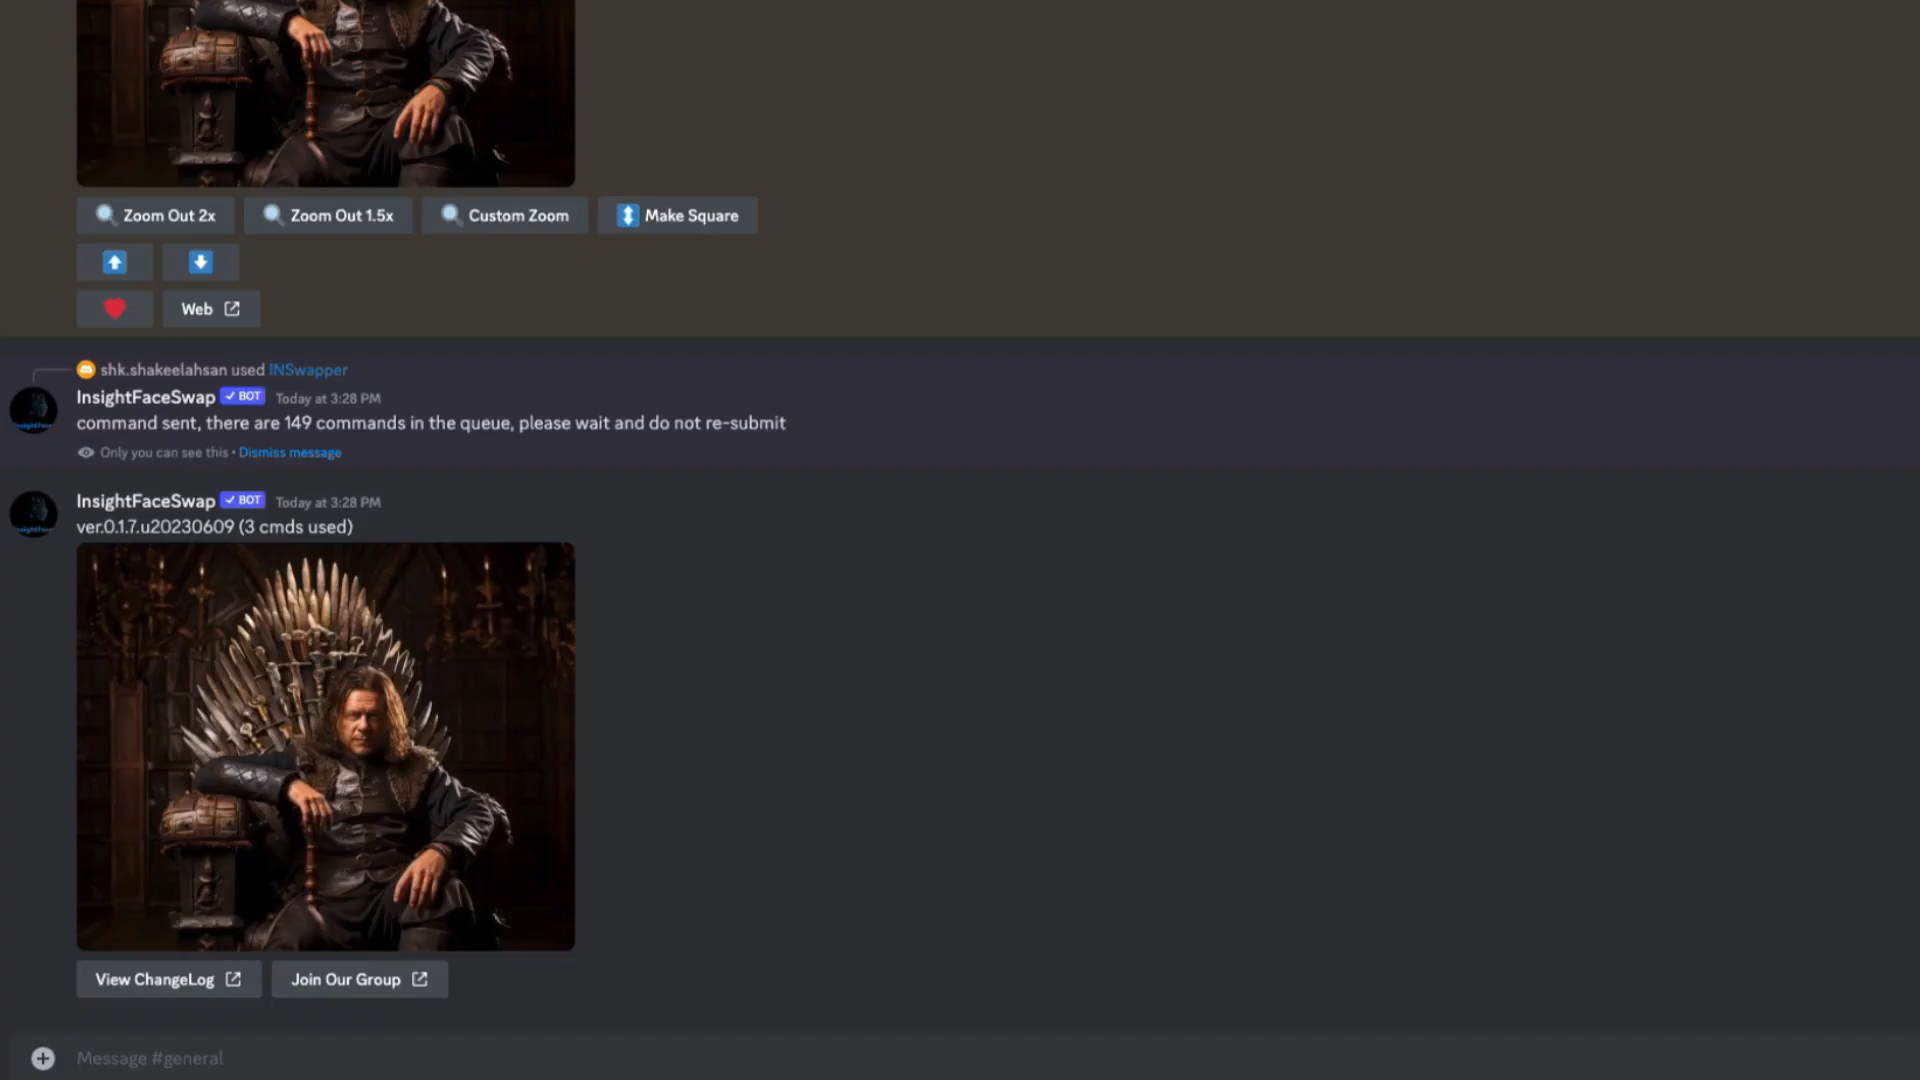 Zoom Out 2x Zoom Out 1.5x Custom Zoom Make Square
Web
shk.shakeelahsan used INSwapper
InsightFaceSwap BOT Today at 3:28 PM
command sent, there are 149 commands in the queue, please wait and do not re-submit
Only you can see this • Dismiss message
InsightFaceSwap BOT Today at 3:28 PM
ver.0.1.7.u20230609 (3 cmds used)
View ChangeLog Join Our Group
Message #general